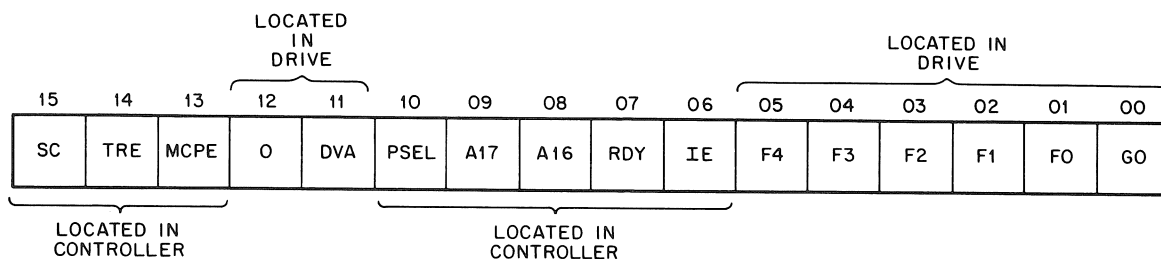 LOCATED
IN
DRIVE
LOCATED IN
DRIVE
15 14 13 12 11 10 09 08 07 06 05 04 03 02 01 00
SC TRE MCPE 0 DVA PSEL A17 A16 RDY IE F4 F3 F2 F1 F0 GO
LOCATED IN
CONTROLLER
LOCATED IN
CONTROLLER